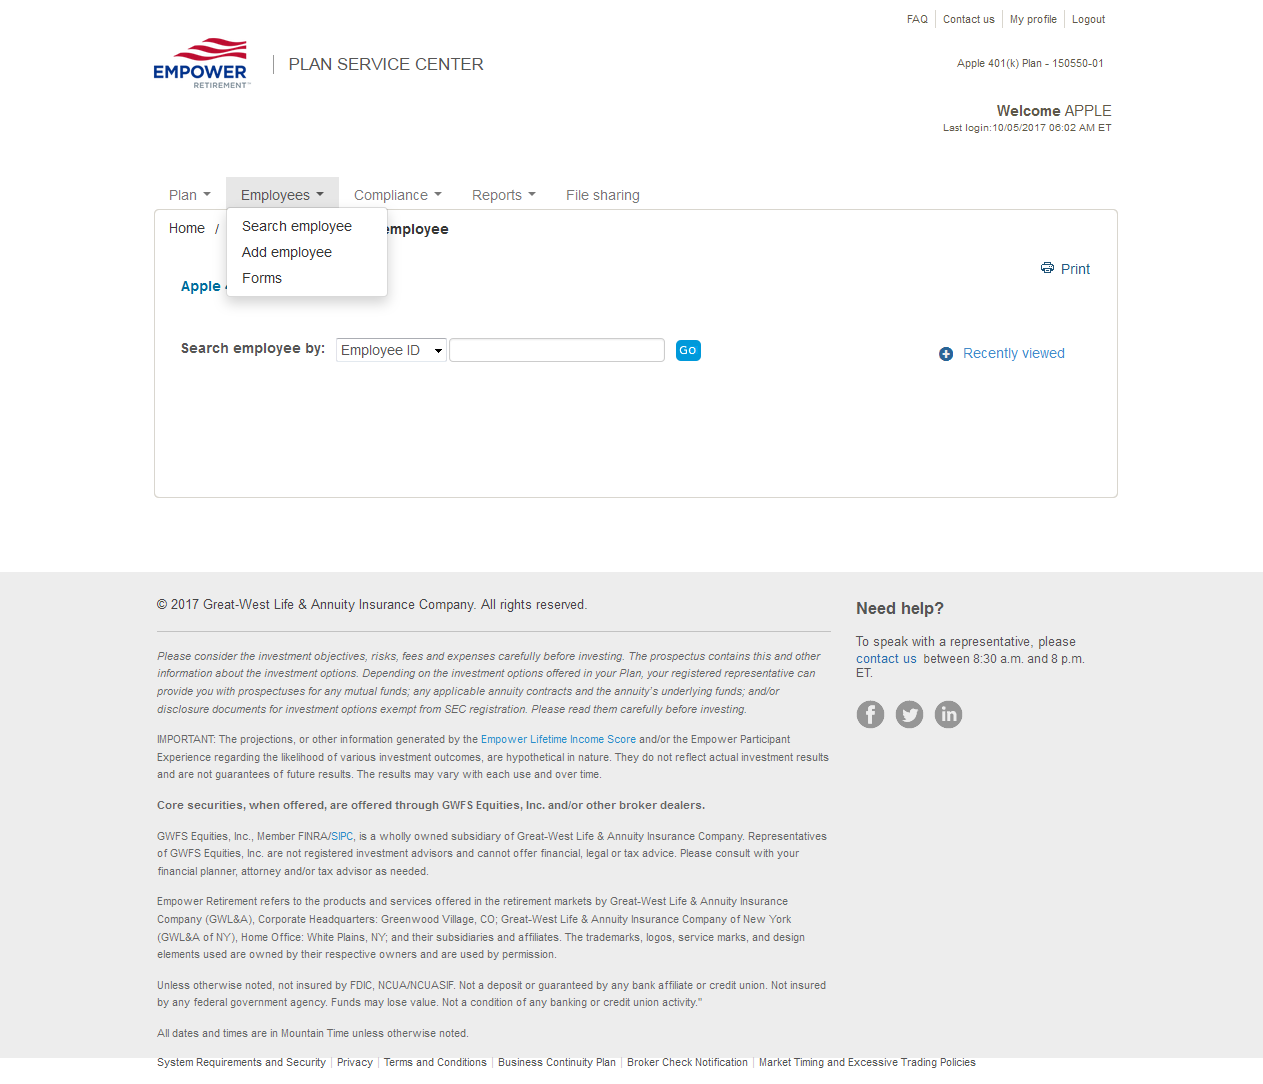 FAQ Contact us My profile Logout
EMPOWER
RETIREMENT™
PLAN SERVICE CENTER
Apple 401(k) Plan - 150550-01
Welcome APPLE
Last login:10/05/2017 06:02 AM ET
Plan Employees Compliance Reports File sharing
Home / employee
Search employee
Add employee
Forms
Print
Apple
Search employee by: Employee ID GO
Recently viewed
© 2017 Great-West Life & Annuity Insurance Company. All rights reserved.
Please consider the investment objectives, risks, fees and expenses carefully before investing. The prospectus contains this and other
information about the investment options. Depending on the investment options offered in your Plan, your registered representative can
provide you with prospectuses for any mutual funds; any applicable annuity contracts and the annuity's underlying funds; and/or
disclosure documents for investment options exempt from SEC registration. Please read them carefully before investing.
IMPORTANT: The projections, or other information generated by the Empower Lifetime Income Score and/or the Empower Participant
Experience regarding the likelihood of various investment outcomes, are hypothetical in nature. They do not reflect actual investment results
and are not guarantees of future results. The results may vary with each use and over time.
Core securities, when offered, are offered through GWFS Equities, Inc. and/or other broker dealers.
GWFS Equities, Inc., Member FINRA/SIPC, is a wholly owned subsidiary of Great-West Life & Annuity Insurance Company. Representatives
of GWFS Equities, Inc. are not registered investment advisors and cannot offer financial, legal or tax advice. Please consult with your
financial planner, attorney and/or tax advisor as needed.
Empower Retirement refers to the products and services offered in the retirement markets by Great-West Life & Annuity Insurance
Company (GWL&A), Corporate Headquarters: Greenwood Village, CO; Great-West Life & Annuity Insurance Company of New York
(GWL&A of NY), Home Office: White Plains, NY; and their subsidiaries and affiliates. The trademarks, logos, service marks, and design
elements used are owned by their respective owners and are used by permission.
Unless otherwise noted, not insured by FDIC, NCUA/NCUASIF. Not a deposit or guaranteed by any bank affiliate or credit union. Not insured
by any federal government agency. Funds may lose value. Not a condition of any banking or credit union activity."
All dates and times are in Mountain Time unless otherwise noted.
System Requirements and Security Privacy Terms and Conditions Business Continuity Plan Broker Check Notification Market Timing and Excessive Trading Policies
Need help?
To speak with a representative, please
contact us between 8:30 a.m. and 8 p.m.
ET.